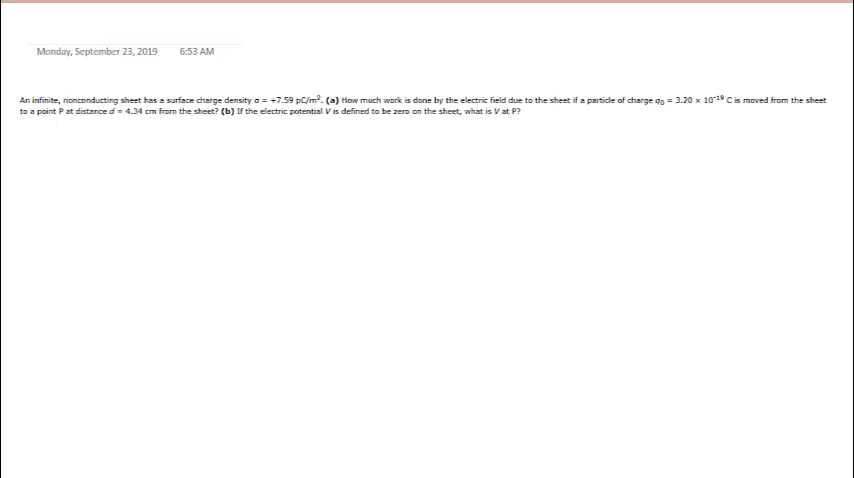 Monday, September 23, 2019 6:53 AM
An infinite, nonconducting sheet has a surface charge density σ = +7.59 pC/m². (a) How much work is done by the electric field due to the sheet if a particle of charge q₀ = 3.20 × 10⁻¹⁹ C is moved from the sheet
to a point P at distance d = 4.34 cm from the sheet? (b) If the electric potential V is defined to be zero on the sheet, what is V at P?